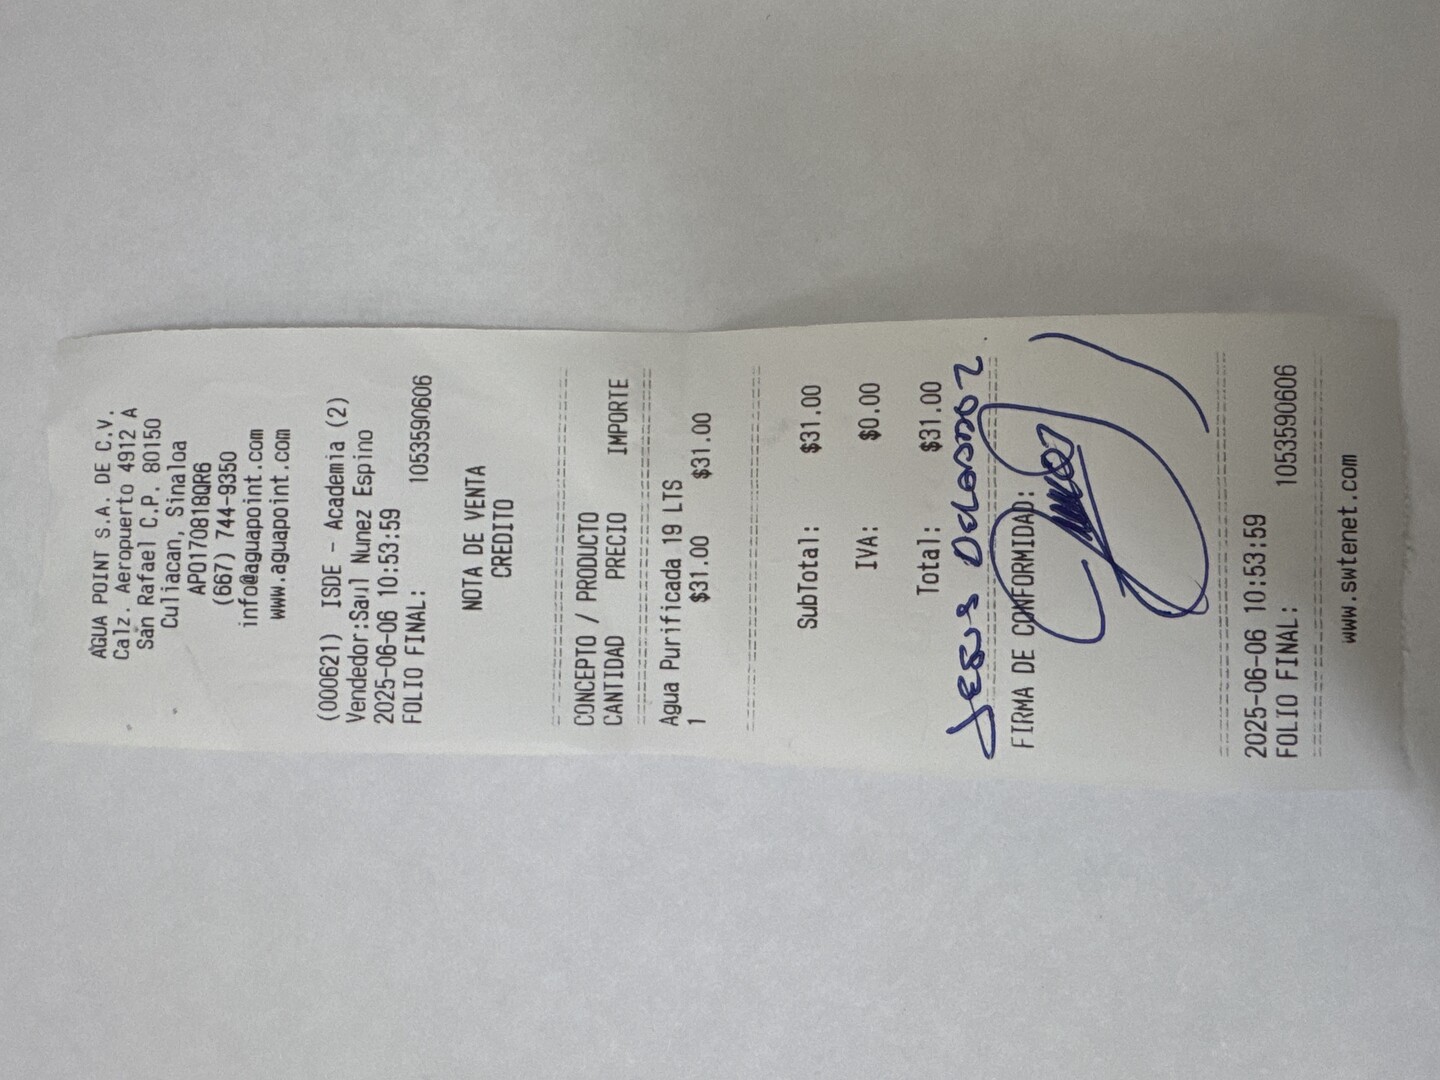 AGUA POINT S.A. DE C.V.
Calz. Aeropuerto 4912 A
San Rafael C.P. 80150
Culiacan, Sinaloa
APO170818QR6
(667) 744-9350
info@aguapoint.com
www.aguapoint.com
(000621) ISDE - Academia (2)
Vendedor:Saul Nunez Espino
2025-06-06 10:53:59
FOLIO FINAL: 1053590606
NOTA DE VENTA
CREDITO
CONCEPTO / PRODUCTO
CANTIDAD PRECIO IMPORTE
Agua Purificada 19 LTS
1 $31.00 $31.00
SubTotal: $31.00
IVA: $0.00
Total: $31.00
JESUS DELGADO
FIRMA DE CONFORMIDAD:
2025-06-06 10:53:59
FOLIO FINAL: 1053590606
www.swtenet.com